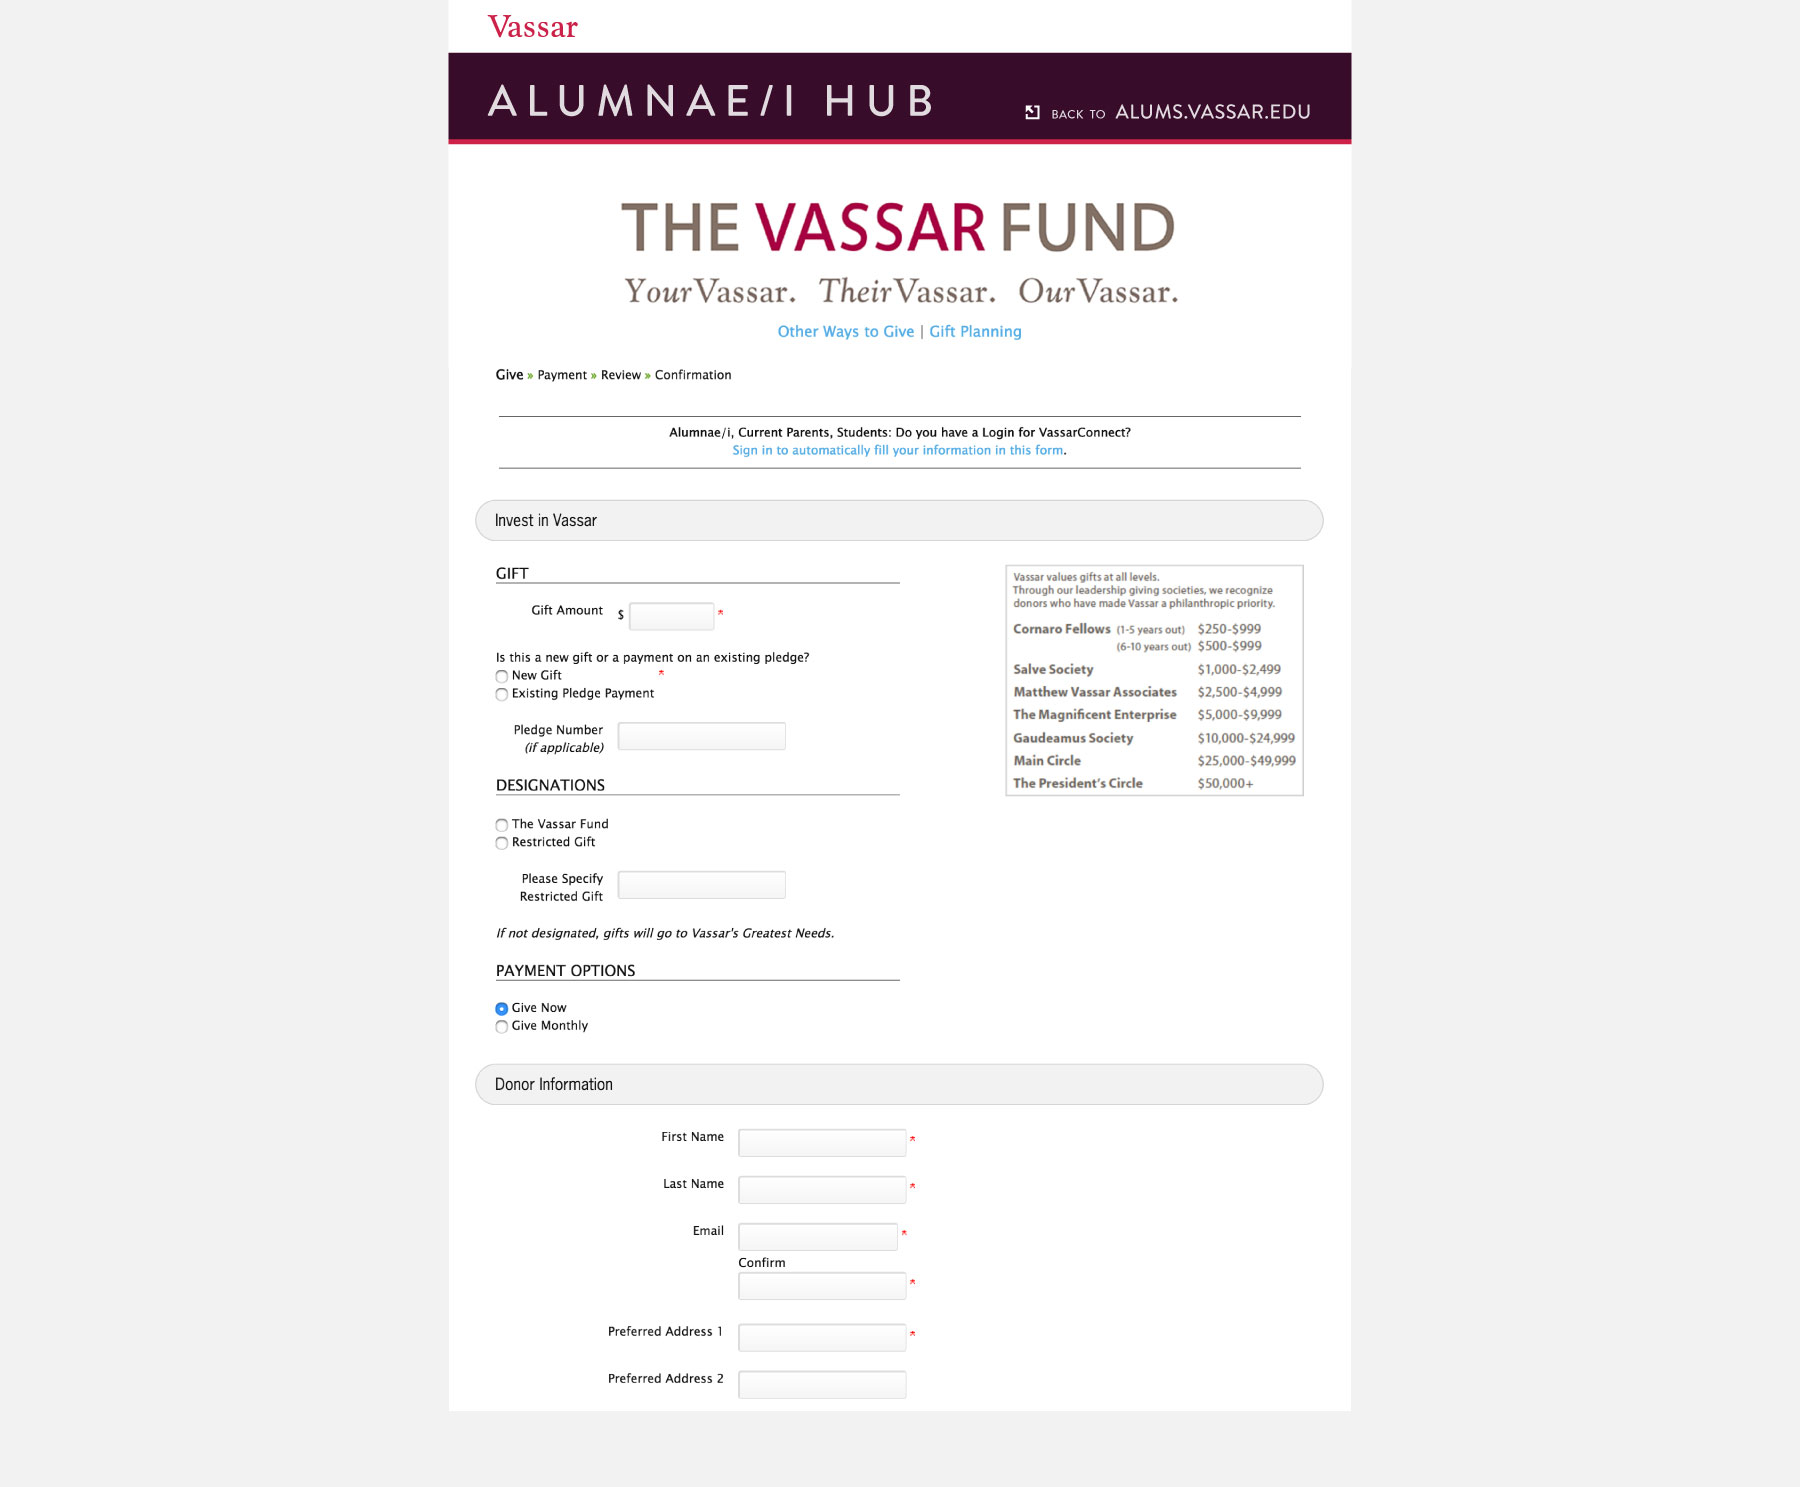 Vassar
ALUMNAE/I HUB
BACK TO ALUMS.VASSAR.EDU
THE VASSAR FUND
Your Vassar. Their Vassar. Our Vassar.
Other Ways to Give | Gift Planning
Give » Payment » Review » Confirmation
Alumnae/i, Current Parents, Students: Do you have a Login for VassarConnect?
Sign in to automatically fill your information in this form.
Invest in Vassar
GIFT
Gift Amount $ *
Is this a new gift or a payment on an existing pledge?
New Gift *
Existing Pledge Payment
Pledge Number
(if applicable)
DESIGNATIONS
The Vassar Fund
Restricted Gift
Please Specify
Restricted Gift
If not designated, gifts will go to Vassar's Greatest Needs.
PAYMENT OPTIONS
Give Now
Give Monthly
Vassar values gifts at all levels.
Through our leadership giving societies, we recognize
donors who have made Vassar a philanthropic priority.
Cornaro Fellows (1-5 years out) $250-$999
(6-10 years out) $500-$999
Salve Society $1,000-$2,499
Matthew Vassar Associates $2,500-$4,999
The Magnificent Enterprise $5,000-$9,999
Gaudeamus Society $10,000-$24,999
Main Circle $25,000-$49,999
The President's Circle $50,000+
Donor Information
First Name *
Last Name *
Email *
Confirm
*
Preferred Address 1 *
Preferred Address 2